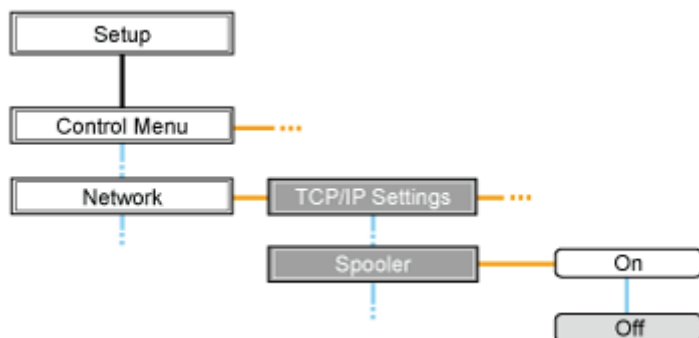 Setup
Control Menu
Network
TCP/IP Settings
Spooler
On
Off